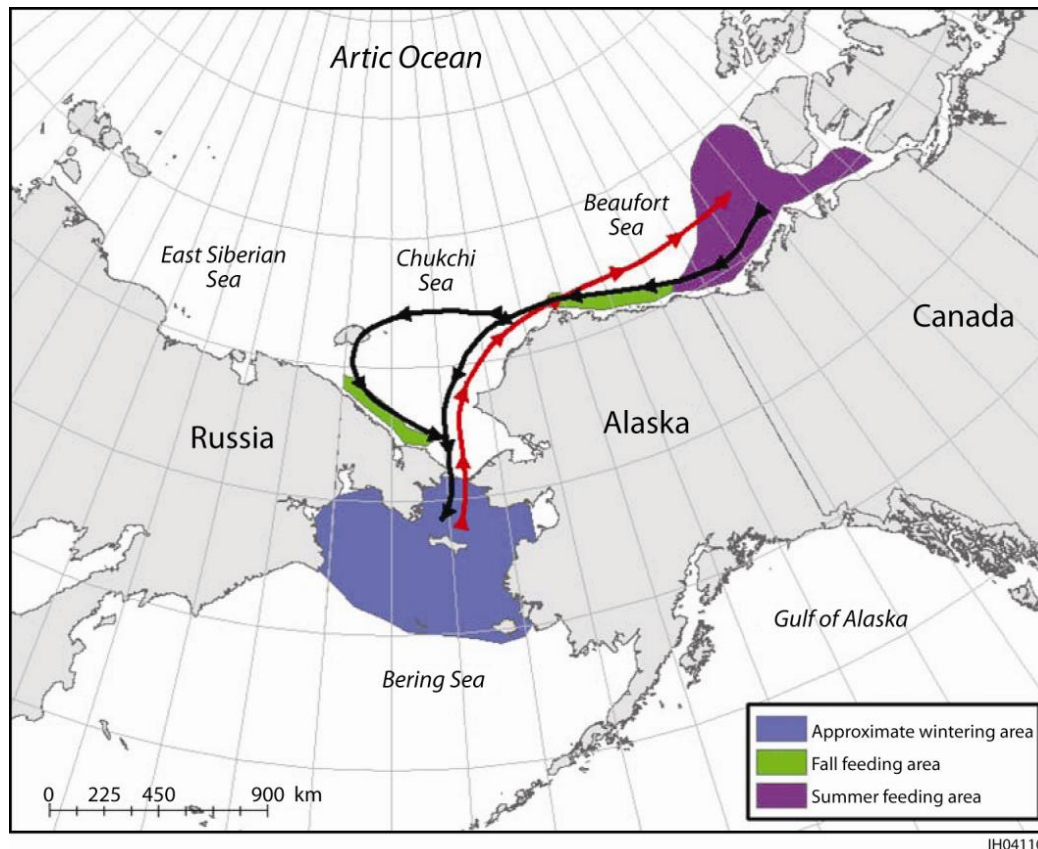 Artic Ocean
Beaufort
Sea
East Siberian
Sea
Chukchi
Sea
Canada
Russia
Alaska
Gulf of Alaska
Bering Sea
Approximate wintering area
Fall feeding area
Summer feeding area
0 225 450 900 km
IH04110